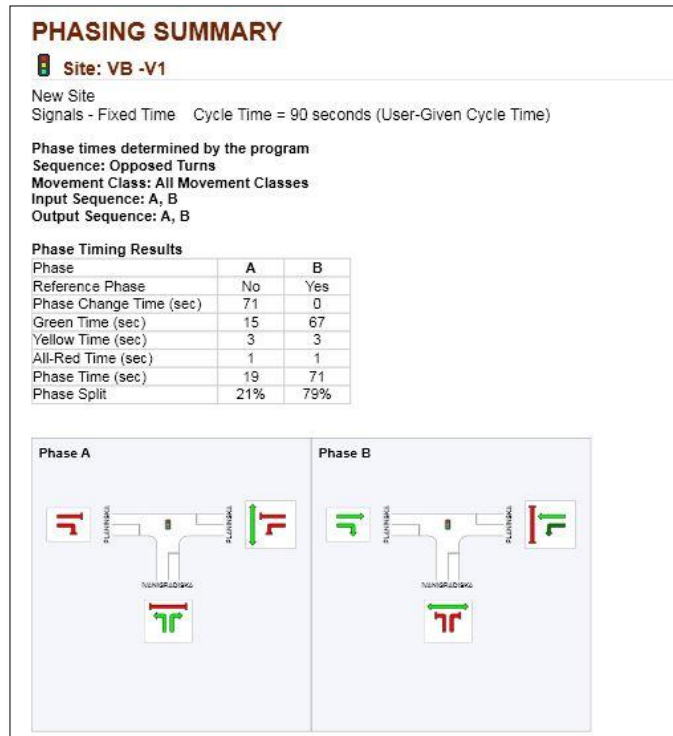 PHASING SUMMARY
Site: VB -V1
New Site
Signals - Fixed Time Cycle Time = 90 seconds (User-Given Cycle Time)
Phase times determined by the program
Sequence: Opposed Turns
Movement Class: All Movement Classes
Input Sequence: A, B
Output Sequence: A, B
Phase Timing Results
Phase A B
Reference Phase No Yes
Phase Change Time (sec) 71 0
Green Time (sec) 15 67
Yellow Time (sec) 3 3
All-Red Time (sec) 1 1
Phase Time (sec) 19 71
Phase Split 21% 79%
Phase A
PLANINSKA
PLANINSKA
Phase B
PLANINSKA
PLANINSKA